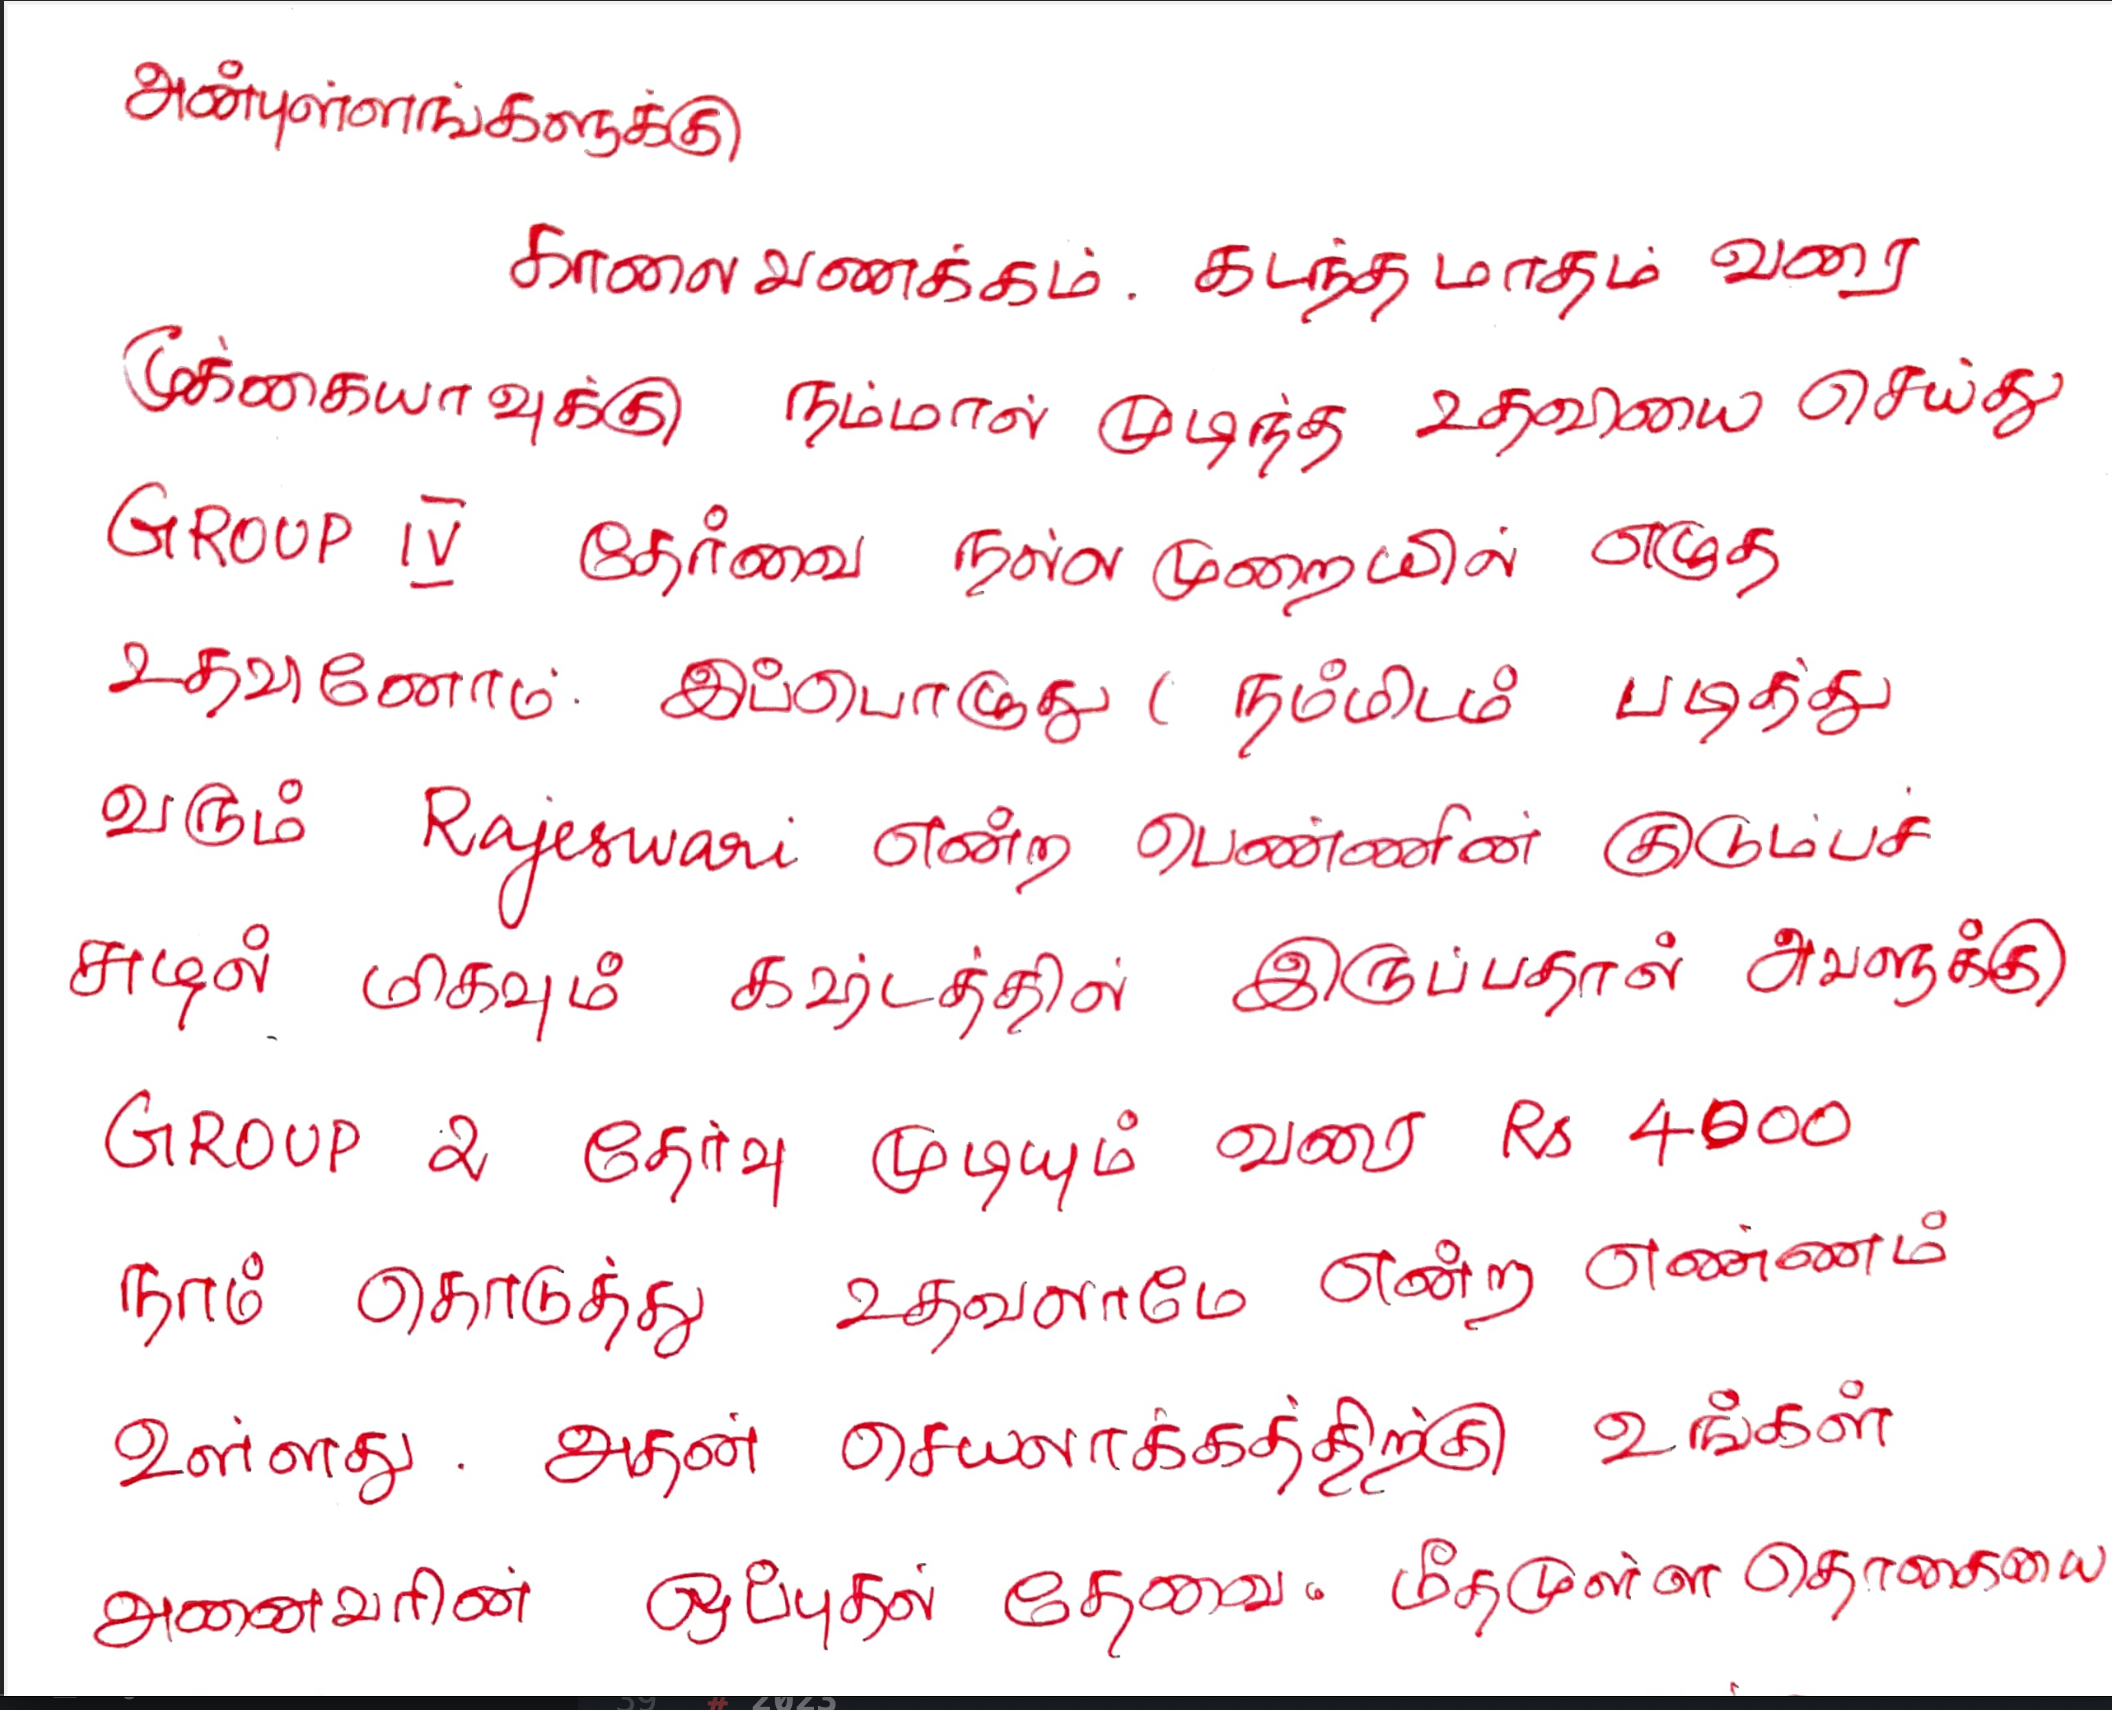 அன்புள்ளங்களுக்கு
காலை வணக்கம். கடந்த மாதம் வரை
முக்கையாவுக்கு நம்மால் முடிந்த உதவியை செய்து
GROUP IV தேர்வை நல்ல முறையில் எழுத
உதவினோம். இப்பொழுது ( நம்மிடம் படித்து
வரும் Rajeswari என்ற பெண்ணின் குடும்பச்
சுழல் மிகவும் கஷ்டத்தில் இருப்பதால் அவளுக்கு
GROUP 2 தேர்வு முடியும் வரை Rs 4000
நாம் கொடுத்து உதவலாமே என்ற எண்ணம்
உள்ளது. அதன் செயலாக்கத்திற்கு உங்கள்
அனைவரின் ஒப்புதல் தேவை. மீதமுள்ள தொகையை
39 # 2023